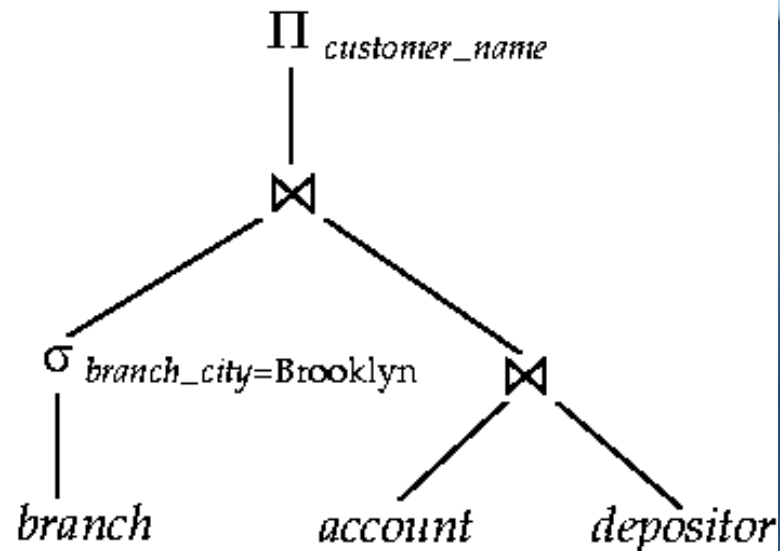 Π customer_name
⋈
σ branch_city=Brooklyn
⋈
branch account depositor